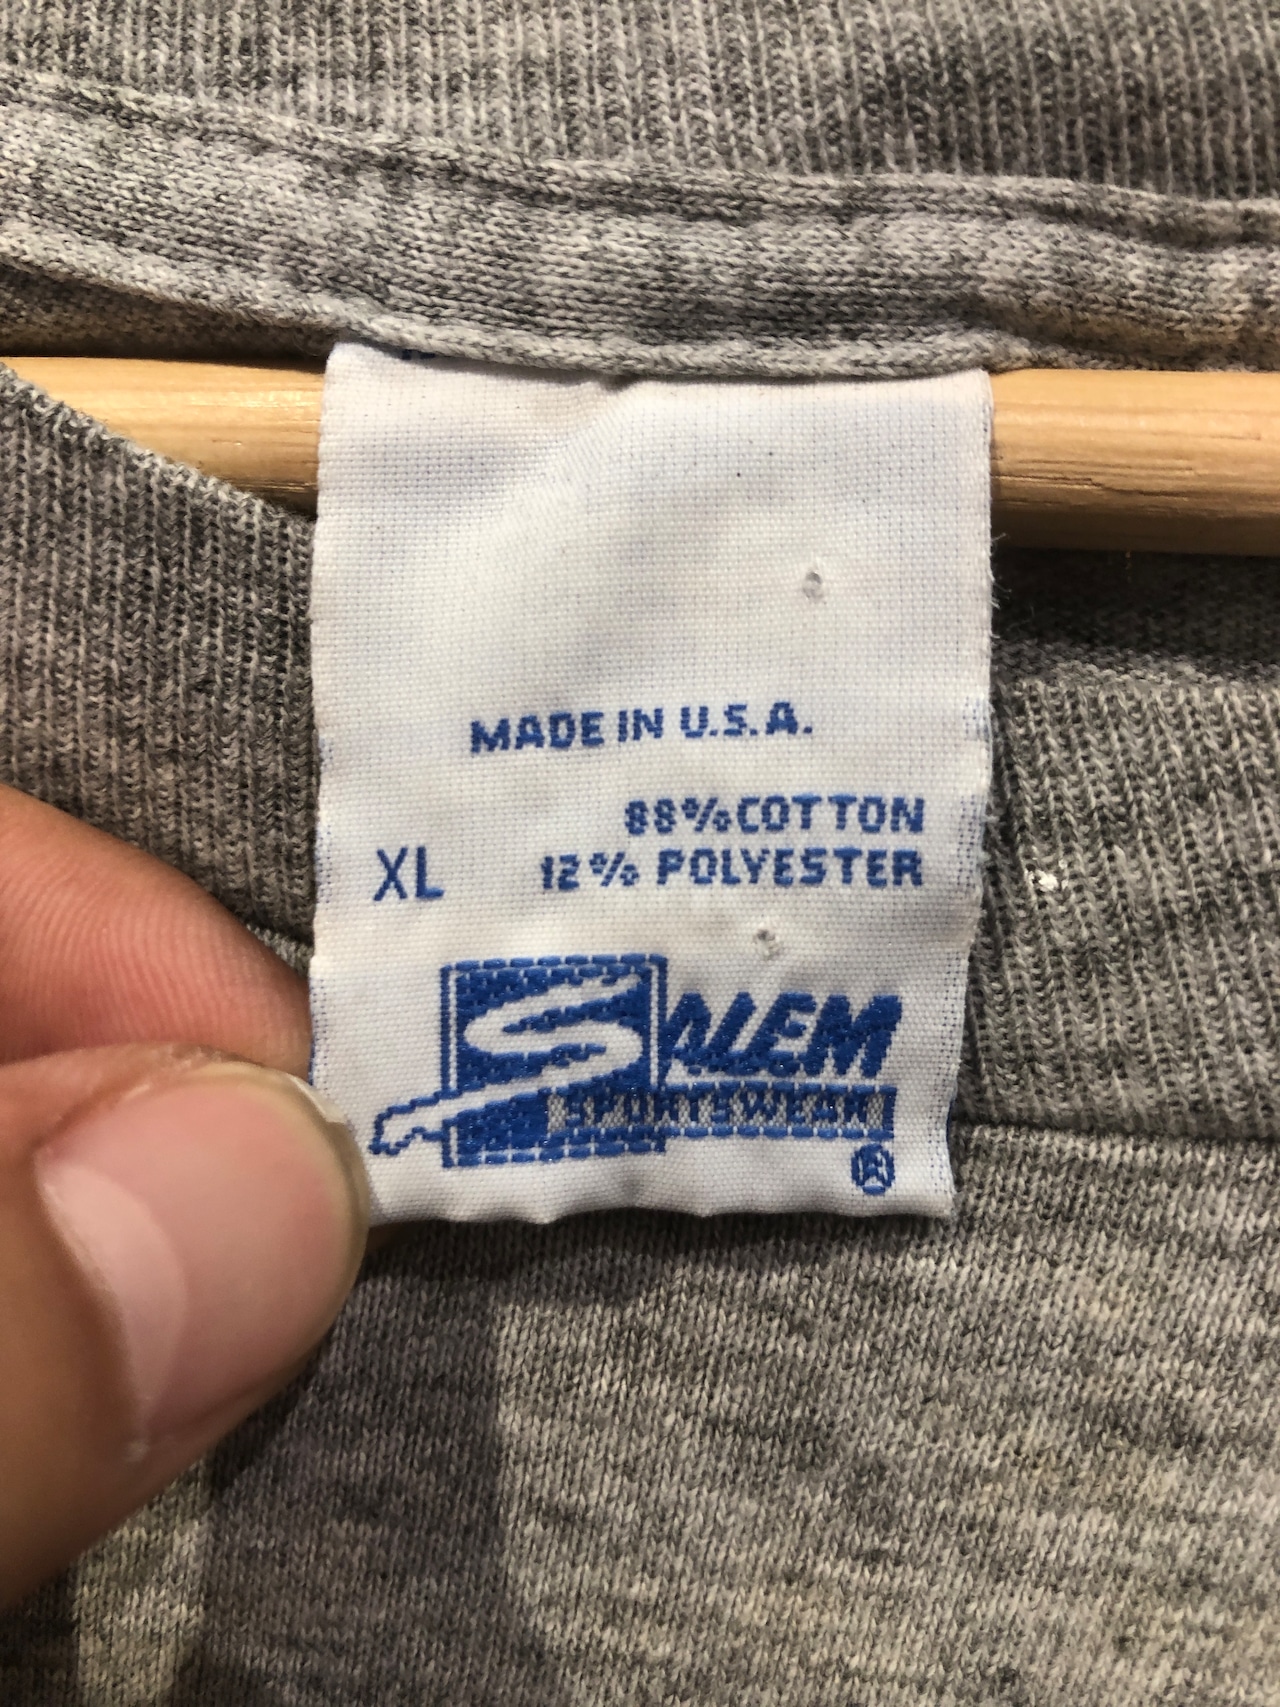 MADE IN U.S.A.
88% COTTON
XL 12% POLYESTER
SALEM
SPORTSWEAR
®